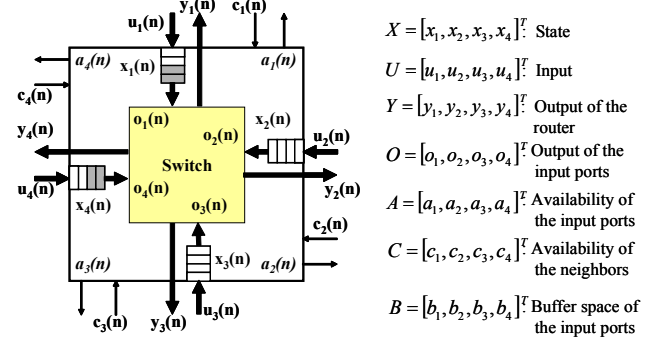 y₁(n)
c₁(n)
u₁(n)
a₄(n)
x₁(n)
a₁(n)
c₄(n)
o₁(n)
o₂(n)
x₂(n)
u₂(n)
y₄(n)
Switch
u₄(n)
o₄(n)
y₂(n)
x₄(n)
o₃(n)
c₂(n)
a₃(n)
x₃(n)
a₂(n)
c₃(n)
y₃(n)
u₃(n)
X = [x₁, x₂, x₃, x₄]ᵀ: State
U = [u₁, u₂, u₃, u₄]ᵀ: Input
Y = [y₁, y₂, y₃, y₄]ᵀ: Output of the
router
O = [o₁, o₂, o₃, o₄]ᵀ: Output of the
input ports
A = [a₁, a₂, a₃, a₄]ᵀ: Availability of
the input ports
C = [c₁, c₂, c₃, c₄]ᵀ: Availability of
the neighbors
B = [b₁, b₂, b₃, b₄]ᵀ: Buffer space of
the input ports